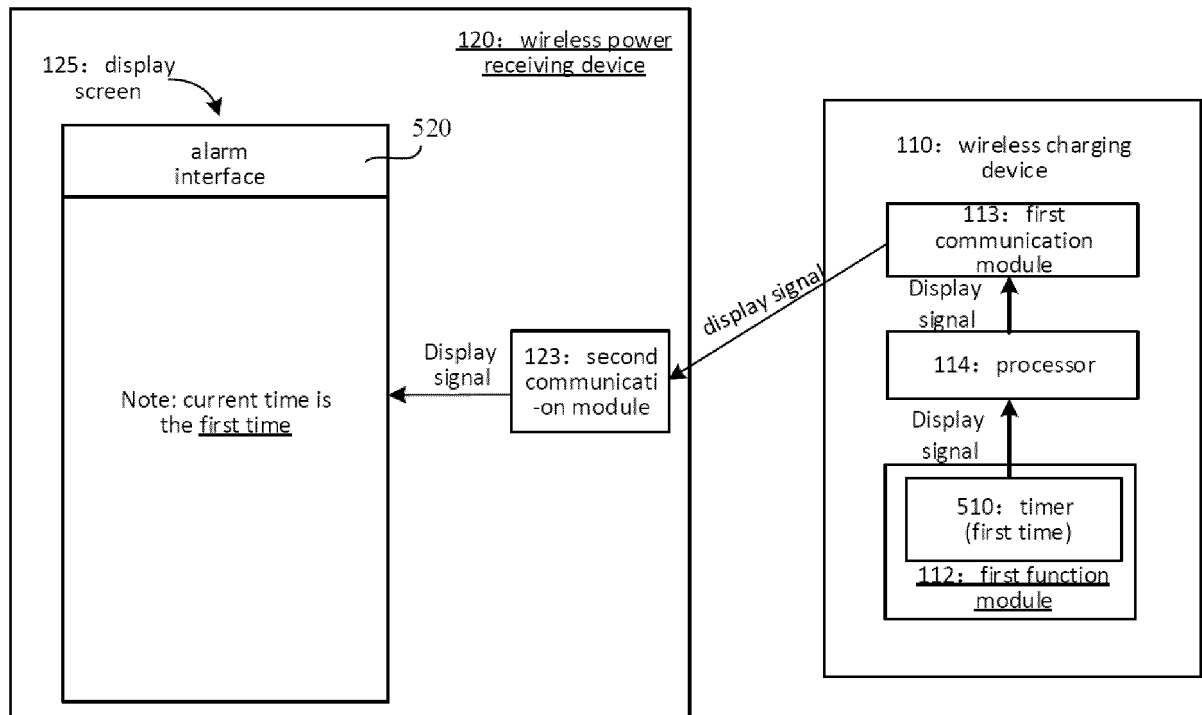 120：wireless power
receiving device
125：display
screen
520
alarm
interface
Note: current time is
the first time
Display
signal
123：second
communicati
-on module
display signal
110：wireless charging
device
113：first
communication
module
Display
signal
114：processor
Display
signal
510：timer
(first time)
112：first function
module